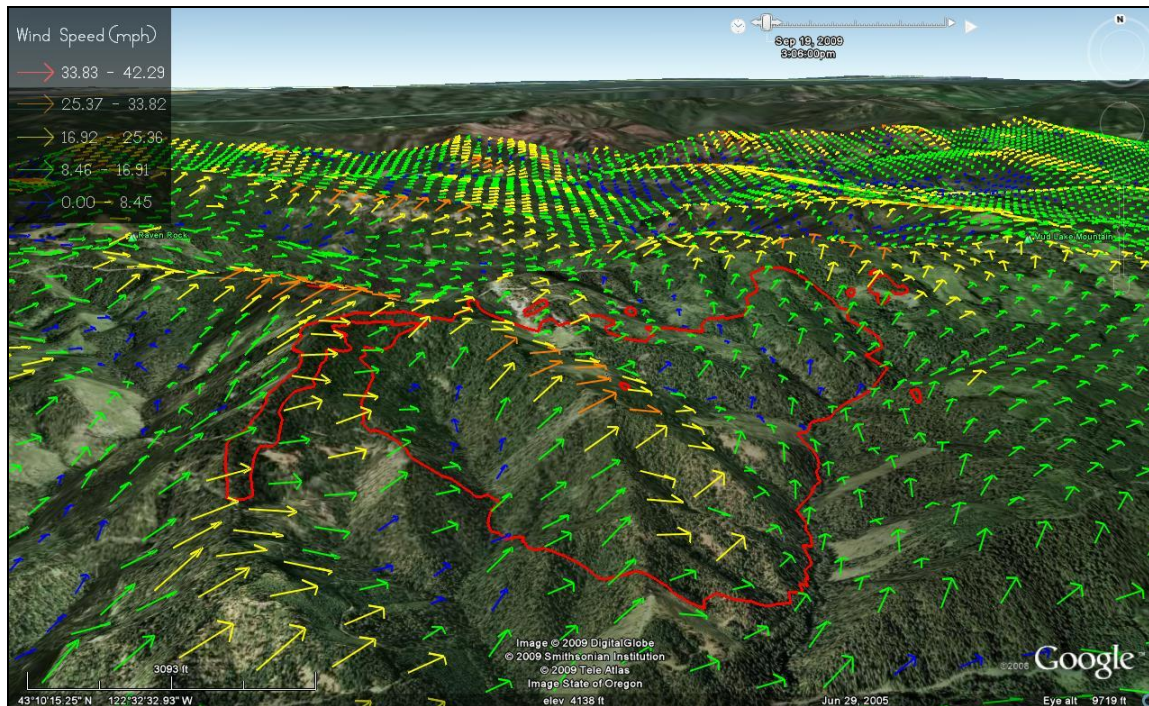 Wind Speed (mph)
33.83 - 42.29
25.37 - 33.82
16.92 - 25.36
8.46 - 16.91
0.00 - 8.45
Sep 19, 2009
3:06:00pm
N
Raven Rock
Mud Lake Mountain
Image © 2009 DigitalGlobe
© 2009 Smithsonian Institution
© 2009 Tele Atlas
Image State of Oregon
©2008 Google™
3093 ft
43°10'15.25" N 122°32'32.93" W elev 4138 ft Jun 29, 2005 Eye alt 9719 ft